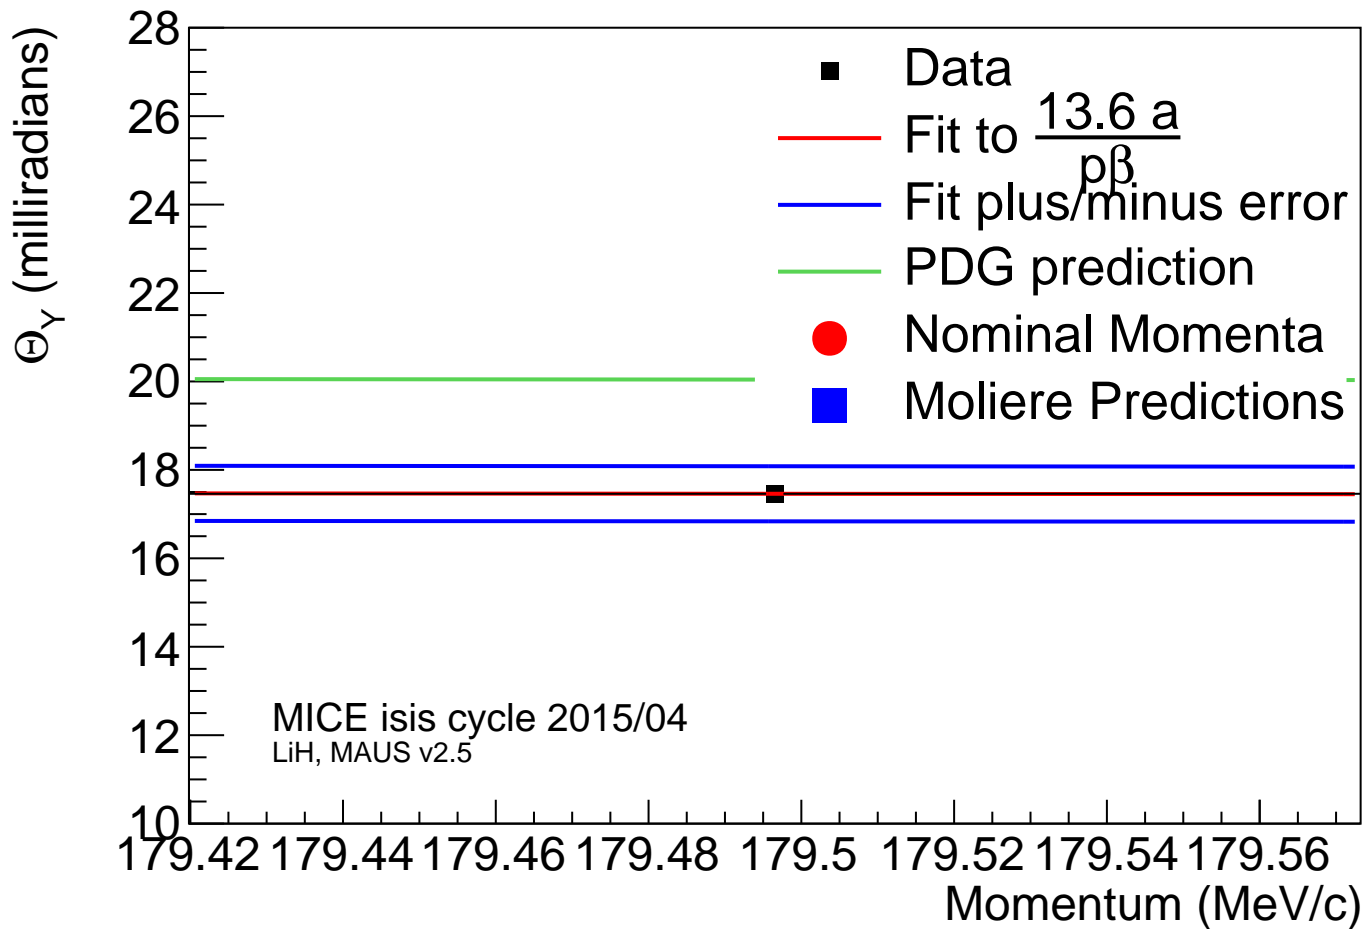 Θ_Y (milliradians)
28
26
24
22
20
18
16
14
12
10
Data
Fit to 13.6 a / pβ
Fit plus/minus error
PDG prediction
Nominal Momenta
Moliere Predictions
MICE isis cycle 2015/04
LiH, MAUS v2.5
179.42 179.44 179.46 179.48 179.5 179.52 179.54 179.56
Momentum (MeV/c)